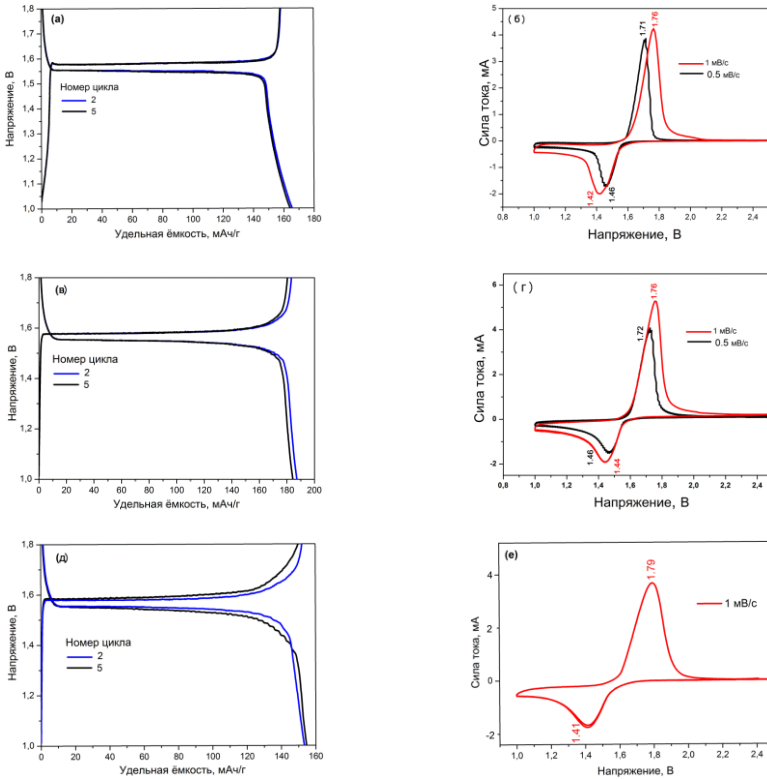 (а)
1,8
1,7
1,6
1,5
1,4
1,3
1,2
1,1
1,0
Напряжение, В
Номер цикла
2
5
0 20 40 60 80 100 120 140 160 180
Удельная ёмкость, мАч/г
(б)
5
4
3
2
1
0
-1
-2
Сила тока, мА
1.71
1.76
1 мВ/с
0.5 мВ/с
1.42
1.46
0,8 1,0 1,2 1,4 1,6 1,8 2,0 2,2
Напряжение, В
(в)
1,8
1,6
1,4
1,2
1,0
Напряжение, В
Номер цикла
2
5
0 20 40 60 80 100 120 140 160 180 200
Удельная ёмкость, мАч/г
(г)
6
4
2
0
-2
Сила тока, мА
1.72
1.76
1 мВ/с
0.5 мВ/с
1.46
1.44
1,0 1,2 1,4 1,6 1,8 2,0 2,2 2,4
Напряжение, В
(д)
1,8
1,6
1,4
1,2
1,0
Напряжение, В
Номер цикла
2
5
0 20 40 60 80 100 120 140 160
Удельная ёмкость, мАч/г
(е)
4
2
0
-2
Сила тока, мА
1.79
1 мВ/с
1.41
1,0 1,2 1,4 1,6 1,8 2,0 2,2 2,4
Напряжение, В